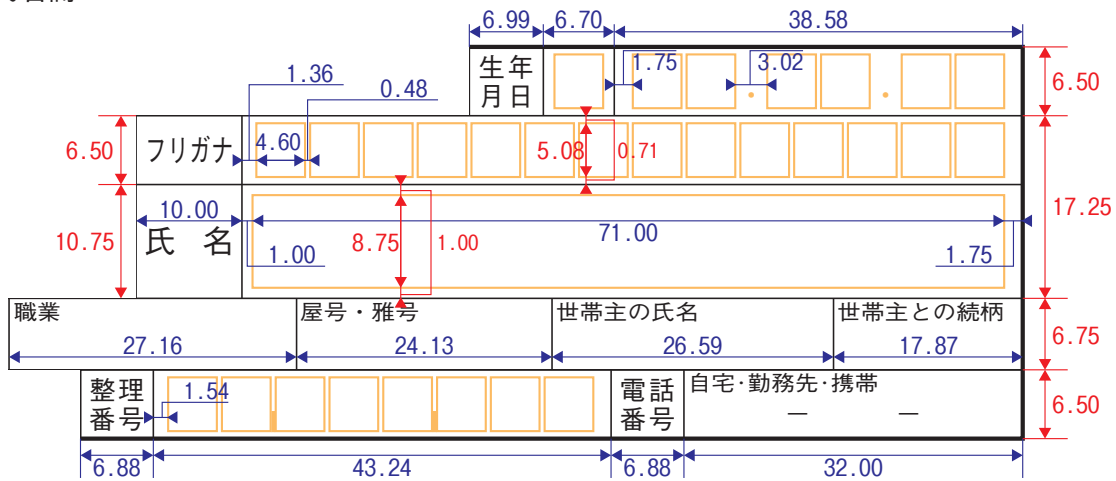 6.99 6.70 38.58
生年月日 1.75 3.02 6.50
1.36 0.48
6.50 フリガナ 4.60 5.08 0.71
17.25
10.75 10.00 氏 名 1.00 8.75 1.00 71.00 1.75
職業 屋号・雅号 世帯主の氏名 世帯主との続柄
27.16 24.13 26.59 17.87 6.75
整理番号 1.54 電話番号 自宅・勤務先・携帯 6.50
― ―
6.88 43.24 6.88 32.00